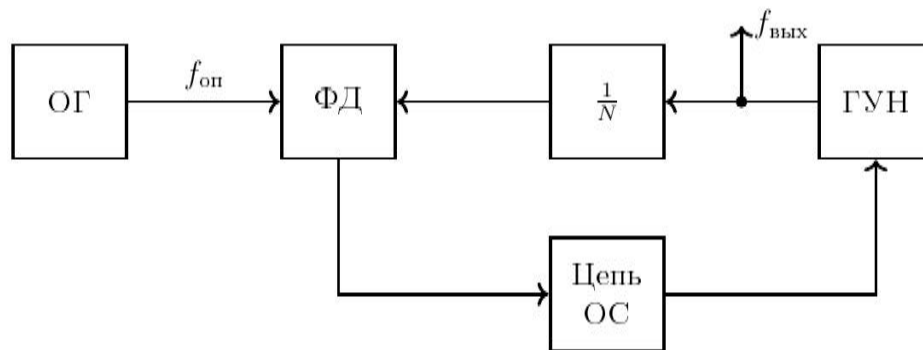 f_вых
ОГ
f_оп
ФД
1/N
ГУН
Цепь
ОС